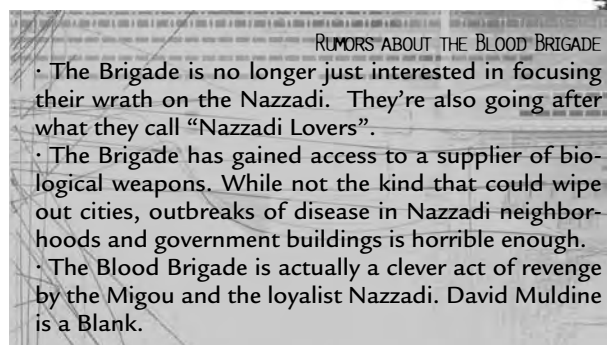 RUMORS ABOUT THE BLOOD BRIGADE
· The Brigade is no longer just interested in focusing
their wrath on the Nazzadi.  They’re also going after
what they call “Nazzadi Lovers”.
· The Brigade has gained access to a supplier of bio-
logical weapons. While not the kind that could wipe
out cities, outbreaks of disease in Nazzadi neighbor-
hoods and government buildings is horrible enough.
· The Blood Brigade is actually a clever act of revenge
by the Migou and the loyalist Nazzadi. David Muldine
is a Blank.